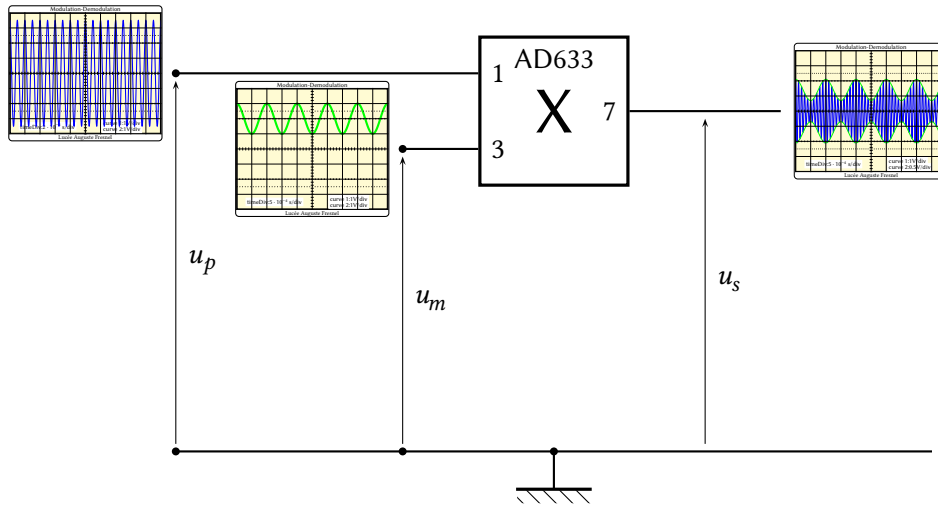 Modulation-Demodulation
Lucée Auguste Fresnel
Modulation-Demodulation
timeDiv:5 · 10⁻⁴ s/div
curve 1:1V/div
curve 2:1V/div
Lucée Auguste Fresnel
AD633
X
1
3
7
Modulation-Demodulation
timeDiv:5 · 10⁻⁴ s/div
curve 1:1V/div
curve 2:0.5V/div
Lucée Auguste Fresnel
u_p
u_m
u_s